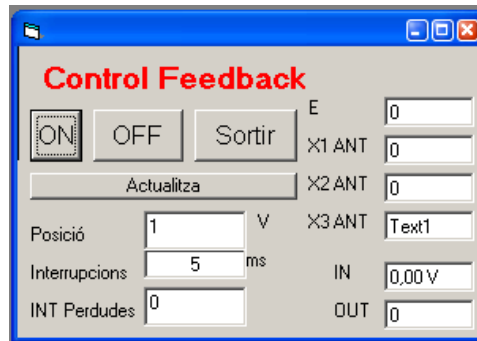 Control Feedback
ON OFF Sortir
Actualitza
Posició 1 V
Interrupcions 5 ms
INT Perdudes 0
E 0
X1 ANT 0
X2 ANT 0
X3 ANT Text1
IN 0,00 V
OUT 0